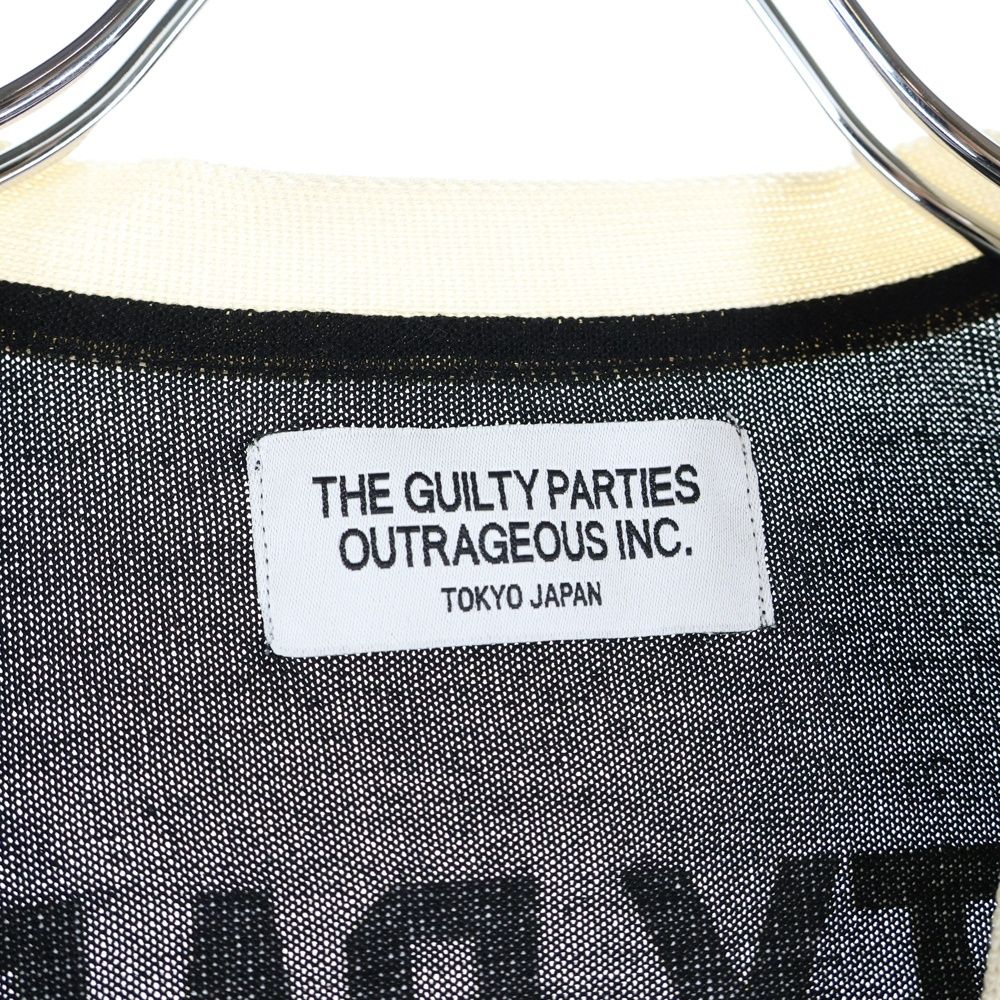 THE GUILTY PARTIES
OUTRAGEOUS INC.
TOKYO JAPAN